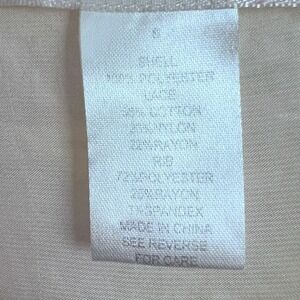 S
SHELL
100% POLYESTER
LACE
58% COTTON
20% NYLON
22% RAYON
RIB
72% POLYESTER
25% RAYON
3% SPANDEX
MADE IN CHINA
SEE REVERSE
FOR CARE